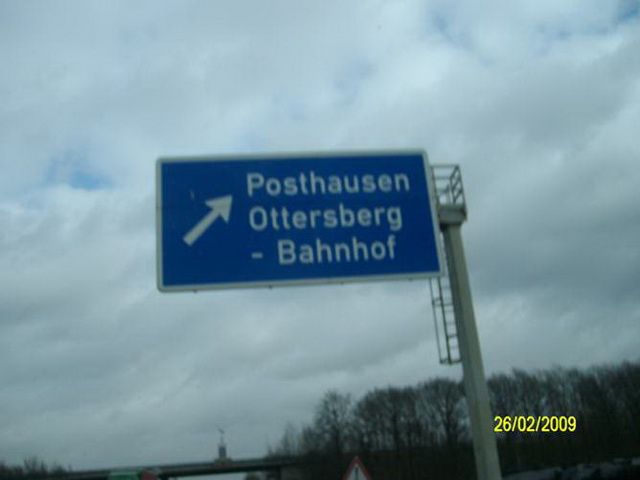 Posthausen
Ottersberg
- Bahnhof
26/02/2009